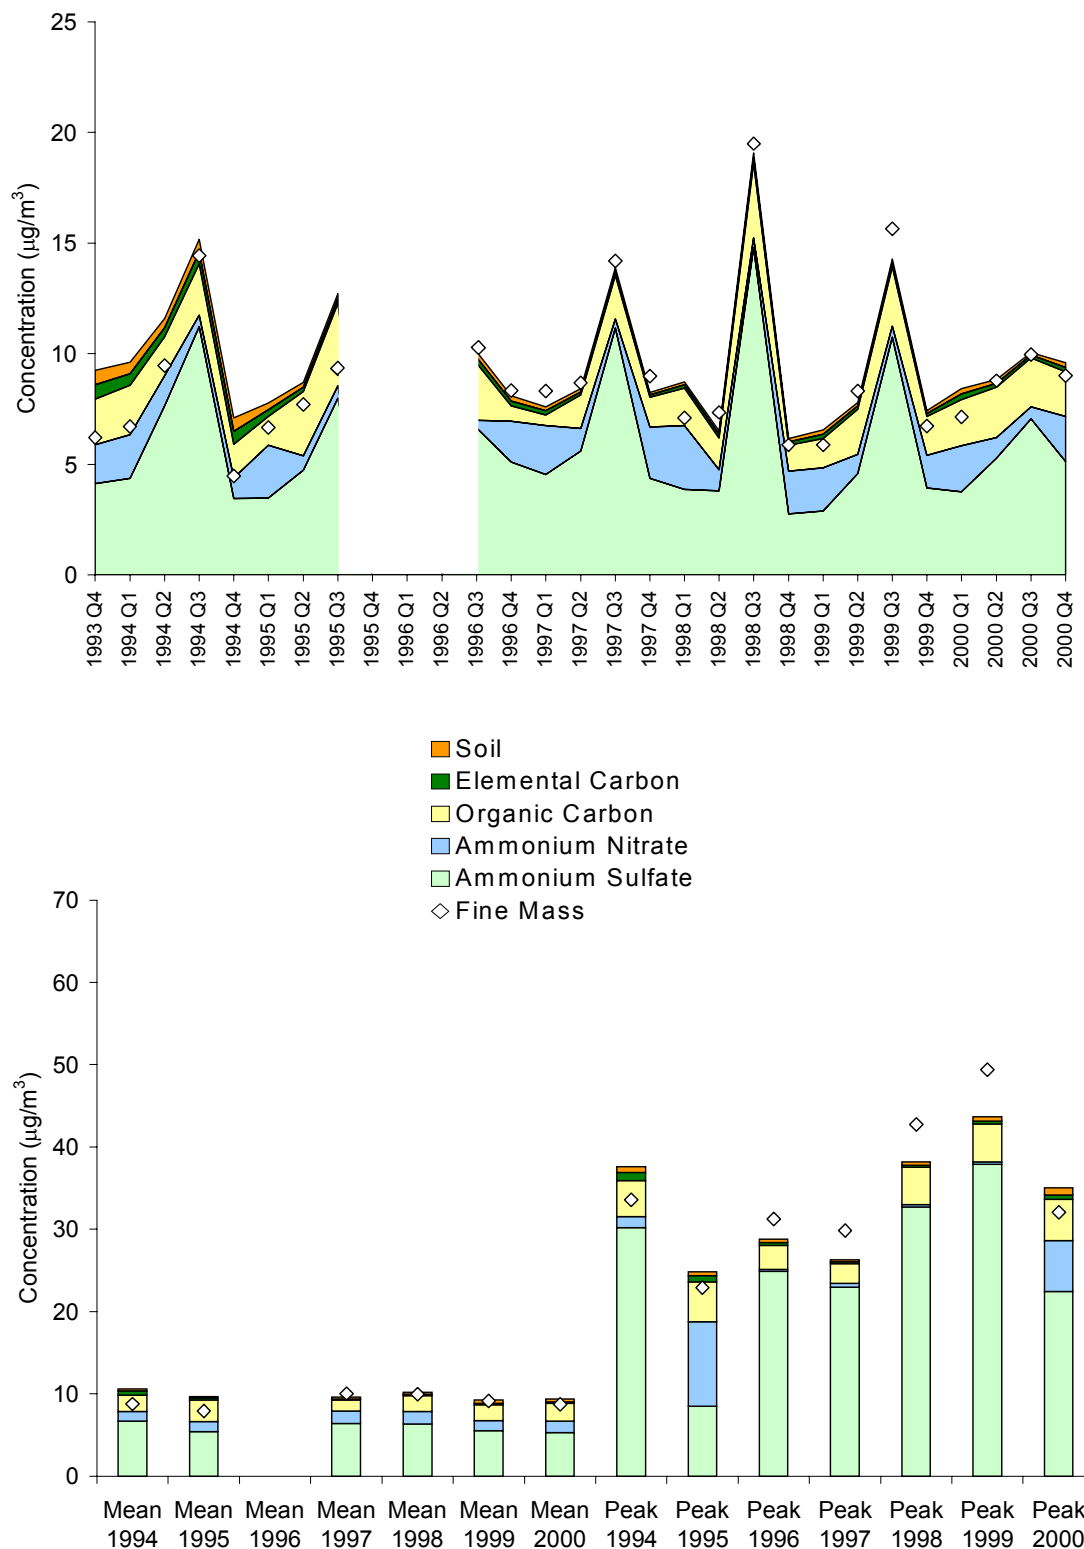 25
20
15
10
5
0
Concentration (µg/m³)
1993 Q4
1994 Q1
1994 Q2
1994 Q3
1994 Q4
1995 Q1
1995 Q2
1995 Q3
1995 Q4
1996 Q1
1996 Q2
1996 Q3
1996 Q4
1997 Q1
1997 Q2
1997 Q3
1997 Q4
1998 Q1
1998 Q2
1998 Q3
1998 Q4
1999 Q1
1999 Q2
1999 Q3
1999 Q4
2000 Q1
2000 Q2
2000 Q3
2000 Q4
Soil
Elemental Carbon
Organic Carbon
Ammonium Nitrate
Ammonium Sulfate
Fine Mass
70
60
50
40
30
20
10
0
Concentration (µg/m³)
Mean Mean Mean Mean Mean Mean Mean Peak Peak Peak Peak Peak Peak Peak
1994 1995 1996 1997 1998 1999 2000 1994 1995 1996 1997 1998 1999 2000